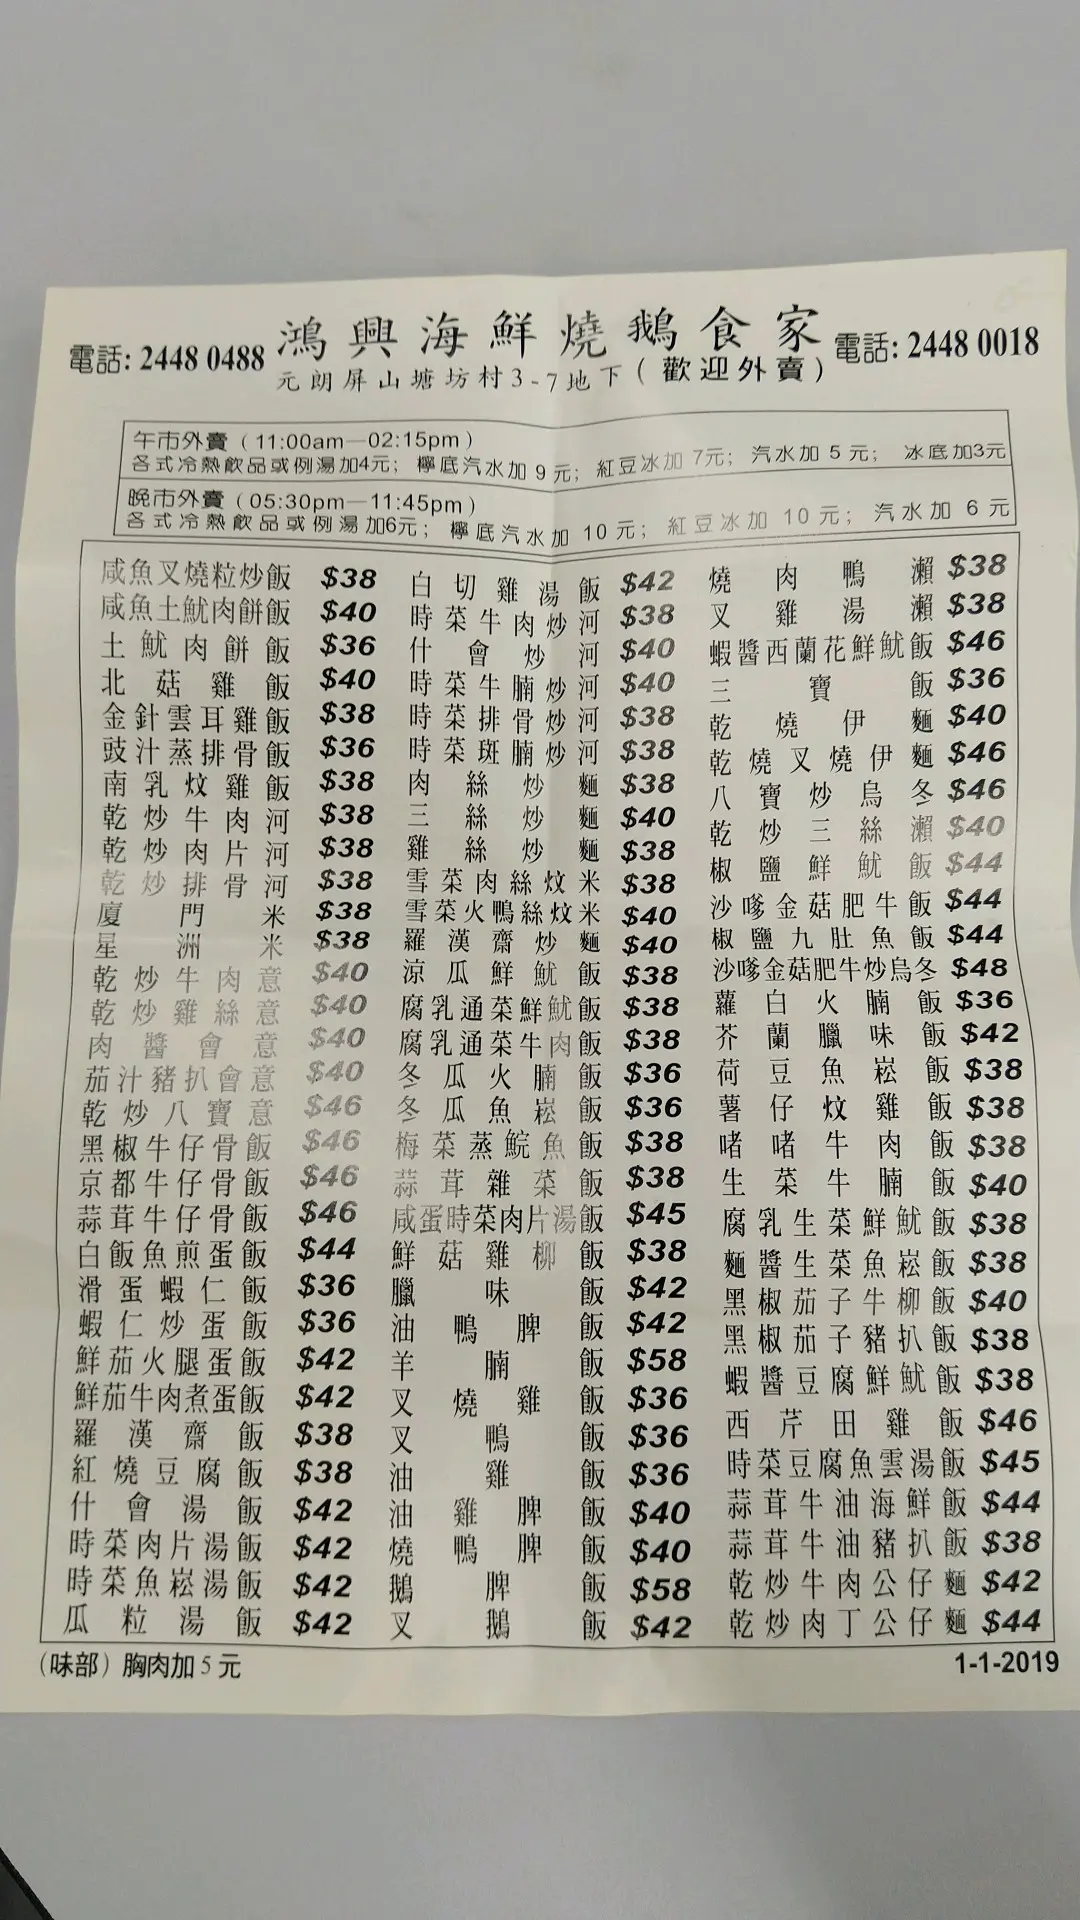 鴻興海鮮燒鵝食家
電話: 2448 0488
電話: 2448 0018
元朗屏山塘坊村3-7地下(歡迎外賣)
午市外賣(11:00am—02:15pm)
各式冷熱飲品或例湯加4元; 檸底汽水加9元; 紅豆冰加7元; 汽水加5元; 冰底加3元
晚市外賣(05:30pm—11:45pm)
各式冷熱飲品或例湯加6元; 檸底汽水加10元; 紅豆冰加10元; 汽水加6元
咸魚叉燒粒炒飯 $38
咸魚土魷肉餅飯 $40
土魷肉餅飯 $36
北菇雞飯 $40
金針雲耳雞飯 $38
豉汁蒸排骨飯 $36
南乳炆雞飯 $38
乾炒牛肉河 $38
乾炒肉片河 $38
乾炒排骨河 $38
廈門米 $38
星洲米 $38
乾炒牛肉意 $40
乾炒雞絲意 $40
肉醬會意 $40
茄汁豬扒會意 $40
乾炒八寶意 $46
黑椒牛仔骨飯 $46
京都牛仔骨飯 $46
蒜茸牛仔骨飯 $46
白飯魚煎蛋飯 $44
滑蛋蝦仁飯 $36
蝦仁炒蛋飯 $36
鮮茄火腿蛋飯 $42
鮮茄牛肉煮蛋飯 $42
羅漢齋飯 $38
紅燒豆腐飯 $38
什會湯飯 $42
時菜肉片湯飯 $42
時菜魚崧湯飯 $42
瓜粒湯飯 $42
白切雞湯飯 $42
時菜牛肉炒河 $38
什會炒河 $40
時菜牛腩炒河 $40
時菜排骨炒河 $38
時菜斑腩炒河 $38
肉絲炒麵 $38
三絲炒麵 $40
雞絲炒麵 $38
雪菜肉絲炆米 $38
雪菜火鴨絲炆米 $40
羅漢齋炒麵 $40
涼瓜鮮魷飯 $38
腐乳通菜鮮魷飯 $38
腐乳通菜牛肉飯 $38
冬瓜火腩飯 $36
冬瓜魚崧飯 $36
梅菜蒸鯇魚飯 $38
蒜茸雜菜飯 $38
咸蛋時菜肉片湯飯 $45
鮮菇雞柳飯 $38
臘味飯 $42
油鴨脾飯 $42
羊腩飯 $58
叉燒雞飯 $36
叉鴨飯 $36
油雞飯 $36
油雞脾飯 $40
燒鴨脾飯 $40
鵝脾飯 $58
叉鵝飯 $42
燒肉鴨瀨 $38
叉雞湯瀨 $38
蝦醬西蘭花鮮魷飯 $46
三寶飯 $36
乾燒伊麵 $40
乾燒叉燒伊麵 $46
八寶炒烏冬 $46
乾炒三絲瀨 $40
椒鹽鮮魷飯 $44
沙嗲金菇肥牛飯 $44
椒鹽九肚魚飯 $44
沙嗲金菇肥牛炒烏冬 $48
蘿白火腩飯 $36
芥蘭臘味飯 $42
荷豆魚崧飯 $38
薯仔炆雞飯 $38
啫啫牛肉飯 $38
生菜牛腩飯 $40
腐乳生菜鮮魷飯 $38
麵醬生菜魚崧飯 $38
黑椒茄子牛柳飯 $40
黑椒茄子豬扒飯 $38
蝦醬豆腐鮮魷飯 $38
西芹田雞飯 $46
時菜豆腐魚雲湯飯 $45
蒜茸牛油海鮮飯 $44
蒜茸牛油豬扒飯 $38
乾炒牛肉公仔麵 $42
乾炒肉丁公仔麵 $44
(味部) 胸肉加5元
1-1-2019